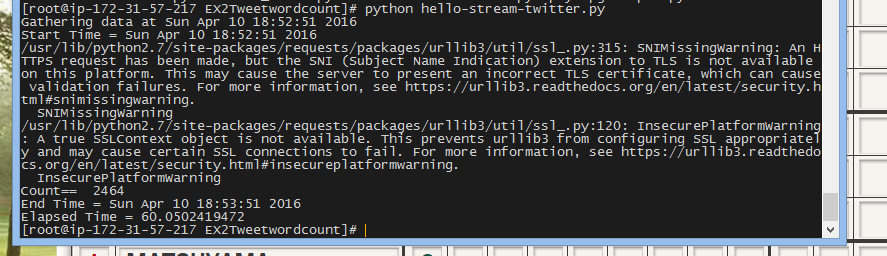 [root@ip-172-31-57-217 EX2Tweetwordcount]# python hello-stream-twitter.py
Gathering data at Sun Apr 10 18:52:51 2016
Start Time = Sun Apr 10 18:52:51 2016
/usr/lib/python2.7/site-packages/requests/packages/urllib3/util/ssl_.py:315: SNIMissingWarning: An H
TTPS request has been made, but the SNI (Subject Name Indication) extension to TLS is not available
on this platform. This may cause the server to present an incorrect TLS certificate, which can cause
 validation failures. For more information, see https://urllib3.readthedocs.org/en/latest/security.h
tml#snimissingwarning.
  SNIMissingWarning
/usr/lib/python2.7/site-packages/requests/packages/urllib3/util/ssl_.py:120: InsecurePlatformWarning
: A true SSLContext object is not available. This prevents urllib3 from configuring SSL appropriatel
y and may cause certain SSL connections to fail. For more information, see https://urllib3.readthedo
cs.org/en/latest/security.html#insecureplatformwarning.
  InsecurePlatformWarning
Count==  2464
End Time = Sun Apr 10 18:53:51 2016
Elapsed Time = 60.0502419472
[root@ip-172-31-57-217 EX2Tweetwordcount]#
MATSUYAMA